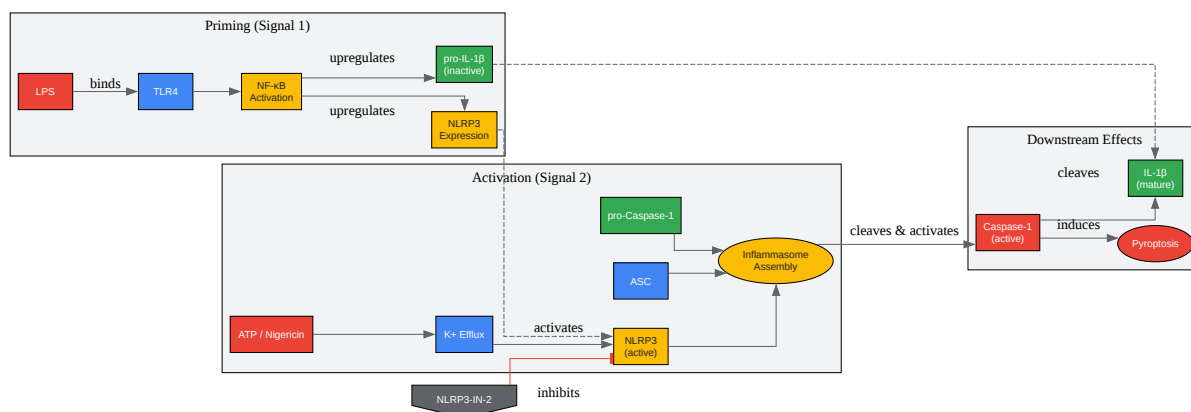 Priming (Signal 1)
LPS
binds
TLR4
NF-κB
Activation
upregulates
upregulates
pro-IL-1β
(inactive)
NLRP3
Expression
Activation (Signal 2)
pro-Caspase-1
ASC
Inflammasome
Assembly
ATP / Nigericin
K+ Efflux
activates
NLRP3
(active)
NLRP3-IN-2
inhibits
cleaves & activates
Downstream Effects
cleaves
IL-1β
(mature)
Caspase-1
(active)
induces
Pyroptosis